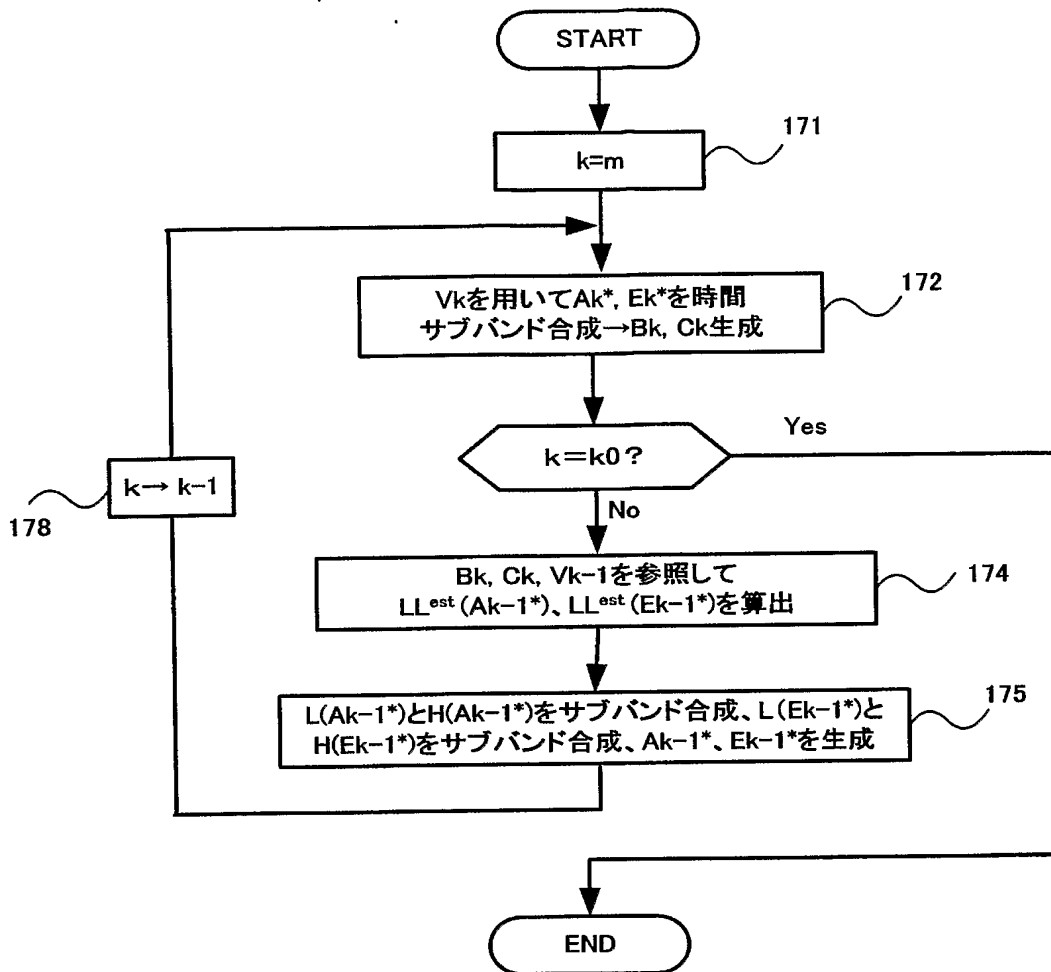 START
k=m
171
Vkを用いてAk*, Ek*を時間
サブバンド合成→Bk, Ck生成
172
k=k0?
Yes
No
k→ k-1
178
Bk, Ck, Vk-1を参照して
LLest(Ak-1*)、LLest(Ek-1*)を算出
174
L(Ak-1*)とH(Ak-1*)をサブバンド合成、L(Ek-1*)と
H(Ek-1*)をサブバンド合成、Ak-1*、Ek-1*を生成
175
END